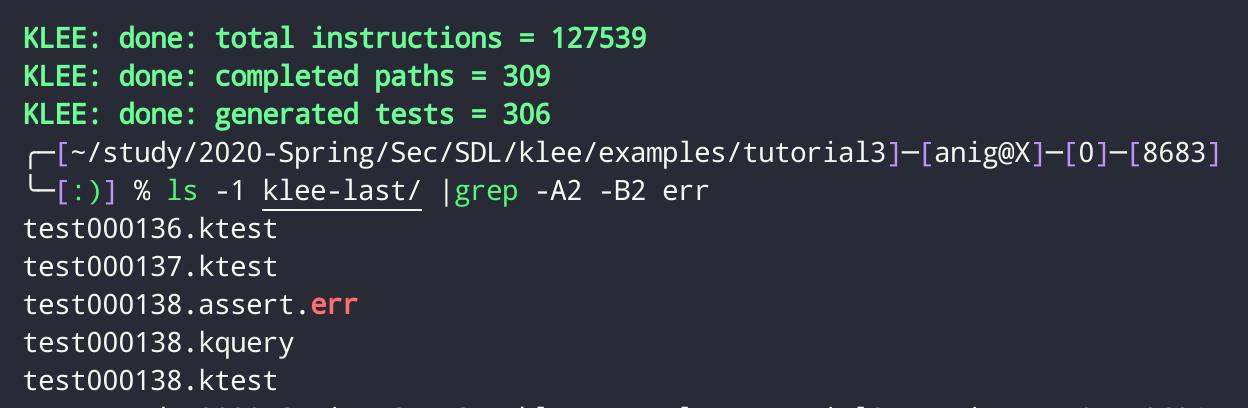 KLEE: done: total instructions = 127539
KLEE: done: completed paths = 309
KLEE: done: generated tests = 306
╭─[~/study/2020-Spring/Sec/SDL/klee/examples/tutorial3]─[anig@X]─[0]─[8683]
╰─[:)] % ls -1 klee-last/ |grep -A2 -B2 err
test000136.ktest
test000137.ktest
test000138.assert.err
test000138.kquery
test000138.ktest